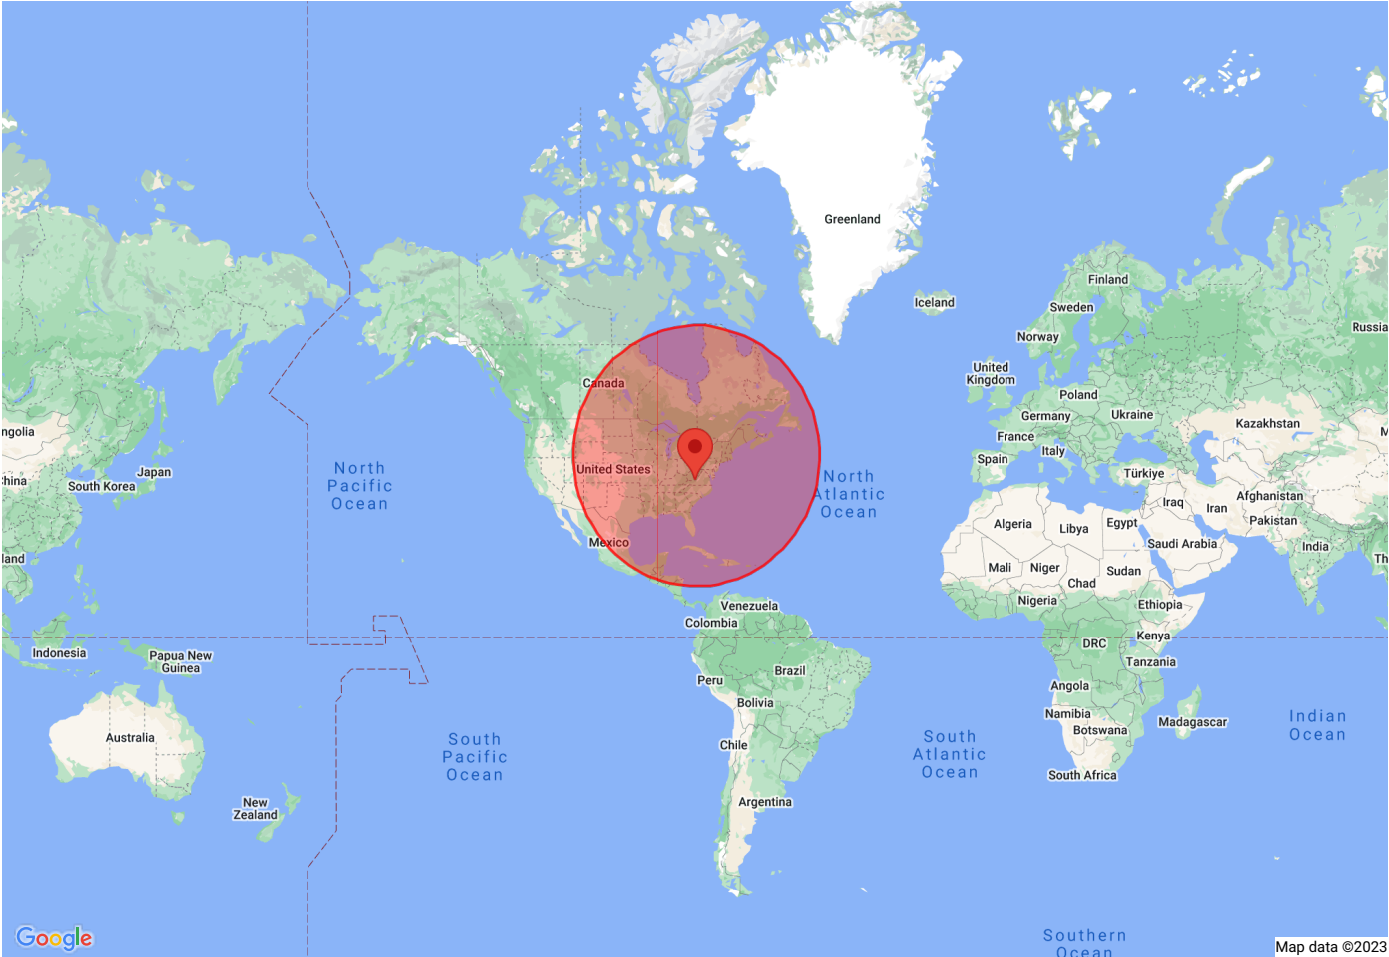 Greenland
Finland
Iceland
Sweden
Russia
Norway
United
Kingdom
Canada
Poland
Germany
Ukraine
Kazakhstan
France
ngolia
M
Italy
Spain
Japan
North
Pacific
Ocean
United States
North
Atlantic
Ocean
Türkiye
hina
South Korea
Afghanistan
Iraq
Iran
Pakistan
Algeria
Libya
Egypt
Saudi Arabia
India
Mexico
land
Th
Mali
Niger
Sudan
Chad
Nigeria
Ethiopia
Venezuela
Colombia
DRC
Kenya
Indonesia
Papua New
Guinea
Tanzania
Brazil
Peru
Angola
Bolivia
Namibia
Botswana
Madagascar
Indian
Ocean
Australia
South
Pacific
Ocean
Chile
South
Atlantic
Ocean
South Africa
New
Zealand
Argentina
Google
Southern
Ocean
Map data ©2023